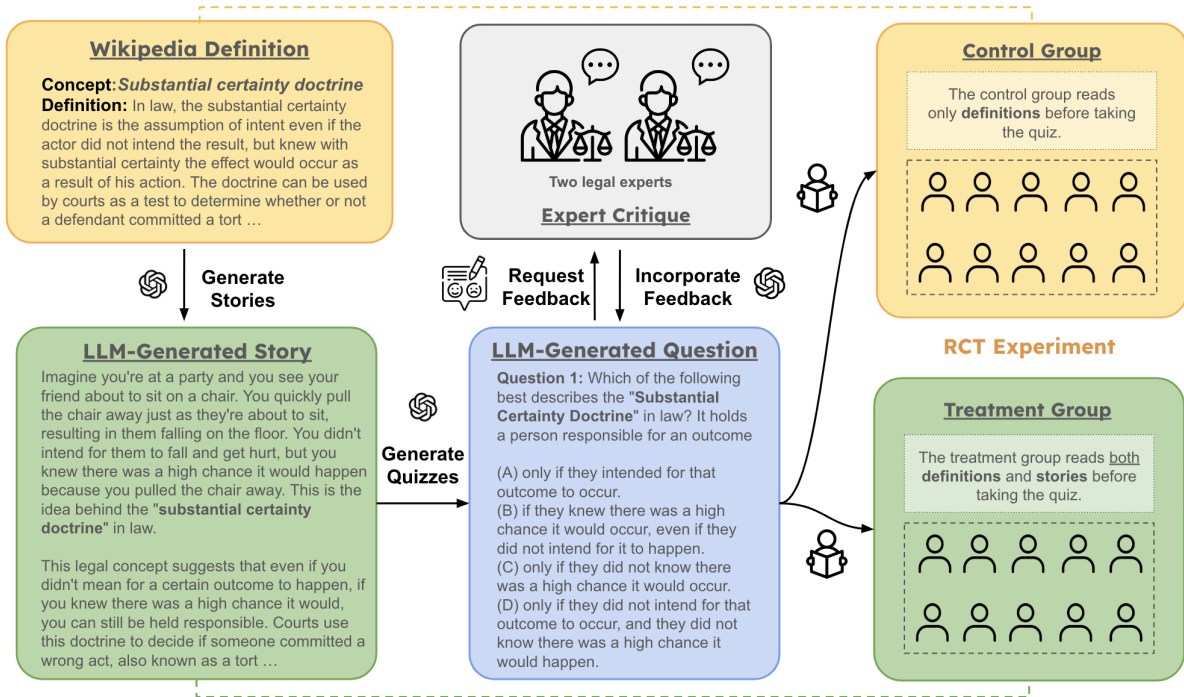 Wikipedia Definition
Concept:Substantial certainty doctrine
Definition: In law, the substantial certainty
doctrine is the assumption of intent even if the
actor did not intend the result, but knew with
substantial certainty the effect would occur as
a result of his action. The doctrine can be used
by courts as a test to determine whether or not
a defendant committed a tort …
Generate
Stories
LLM-Generated Story
Imagine you're at a party and you see your
friend about to sit on a chair. You quickly pull
the chair away just as they're about to sit,
resulting in them falling on the floor. You didn't
intend for them to fall and get hurt, but you
knew there was a high chance it would happen
because you pulled the chair away. This is the
idea behind the "substantial certainty
doctrine" in law.
This legal concept suggests that even if you
didn't mean for a certain outcome to happen, if
you knew there was a high chance it would,
you can still be held responsible. Courts use
this doctrine to decide if someone committed a
wrong act, also known as a tort …
Generate
Quizzes
Two legal experts
Expert Critique
Request
Feedback
Incorporate
Feedback
LLM-Generated Question
Question 1: Which of the following
best describes the "Substantial
Certainty Doctrine" in law? It holds
a person responsible for an outcome
(A) only if they intended for that
outcome to occur.
(B) if they knew there was a high
chance it would occur, even if they
did not intend for it to happen.
(C) only if they did not know there
was a high chance it would occur.
(D) only if they did not intend for that
outcome to occur, and they did not
know there was a high chance it
would happen.
Control Group
The control group reads
only definitions before taking
the quiz.
RCT Experiment
Treatment Group
The treatment group reads both
definitions and stories before
taking the quiz.